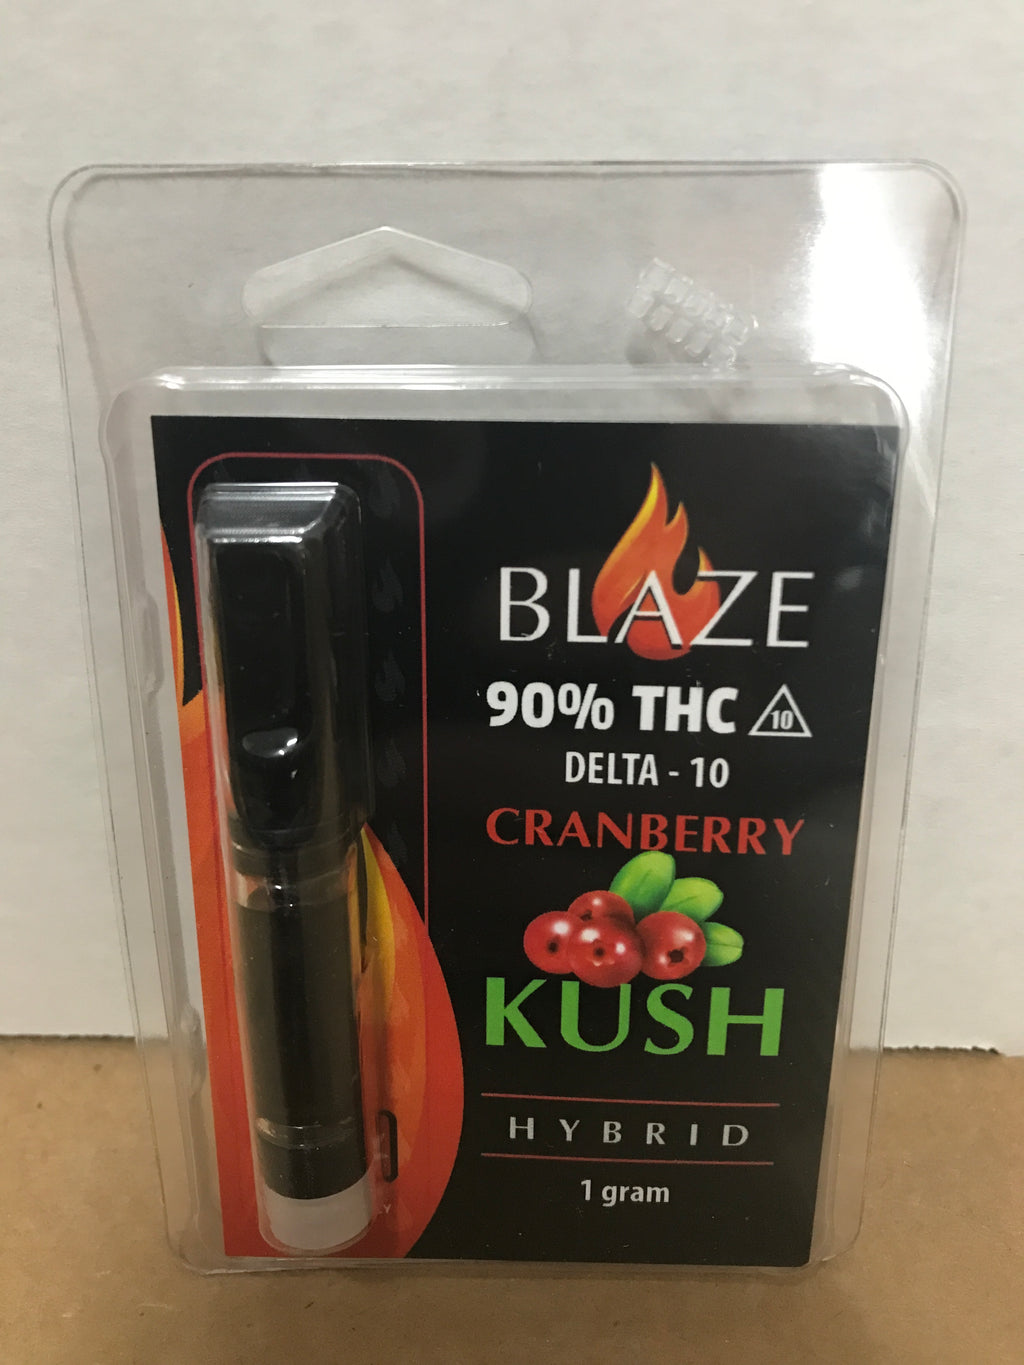 BLAZE
90% THC 10
DELTA - 10
CRANBERRY
KUSH
HYBRID
1 gram